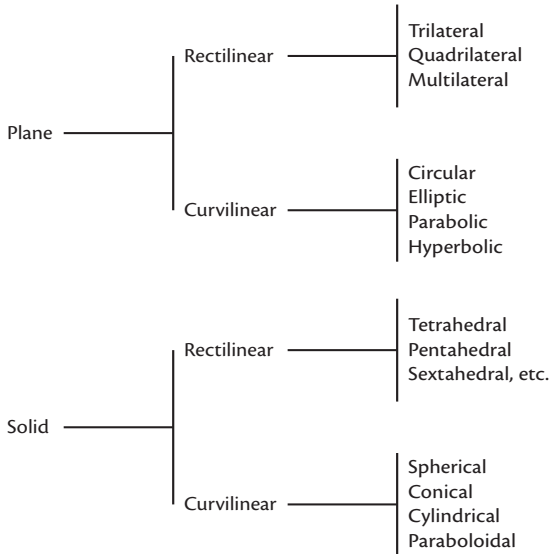 Plane
Rectilinear
Trilateral
Quadrilateral
Multilateral
Curvilinear
Circular
Elliptic
Parabolic
Hyperbolic
Solid
Rectilinear
Tetrahedral
Pentahedral
Sextahedral, etc.
Curvilinear
Spherical
Conical
Cylindrical
Paraboloidal